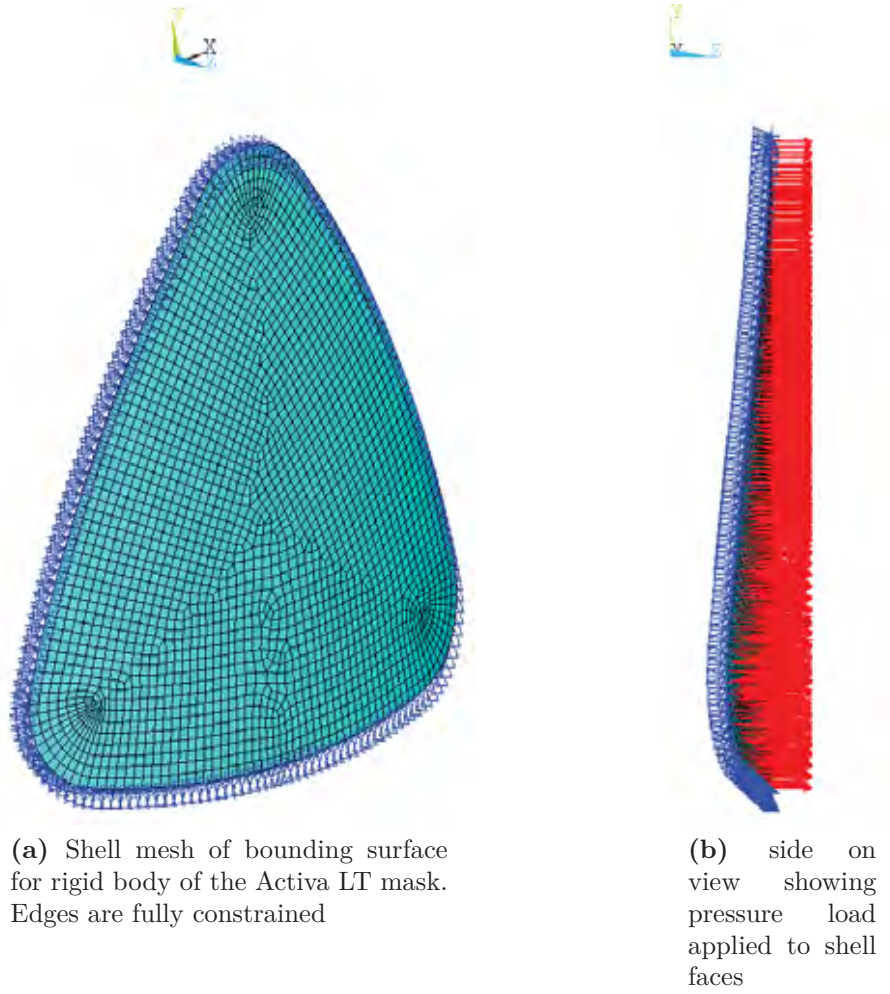 Y
X
Z
Y
X
Z
(a) Shell mesh of bounding surface
for rigid body of the Activa LT mask.
Edges are fully constrained
(b) side on
view showing
pressure load
applied to shell
faces